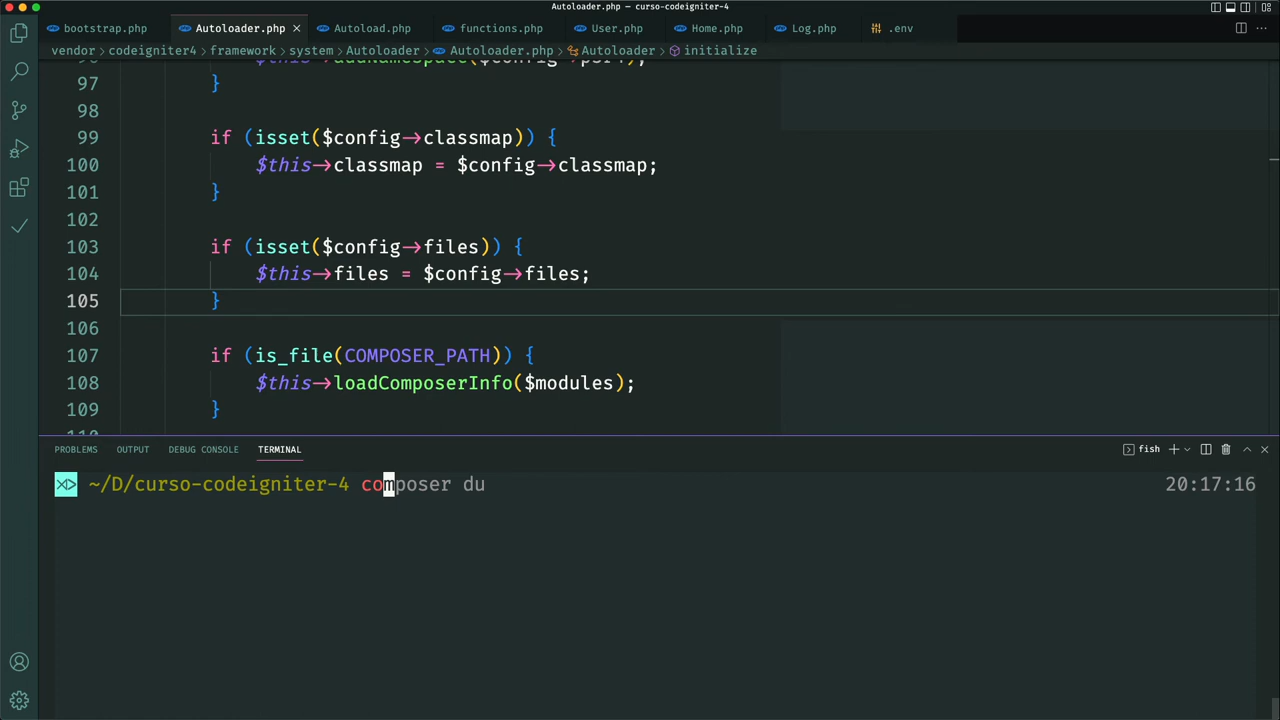 Autoloader.php — curso-codeigniter-4
bootstrap.php Autoloader.php Autoload.php functions.php User.php Home.php Log.php .env
vendor > codeigniter4 > framework > system > Autoloader > Autoloader.php > Autoloader > initialize
97 }
98
99 if (isset($config->classmap)) {
100 $this->classmap = $config->classmap;
101 }
102
103 if (isset($config->files)) {
104 $this->files = $config->files;
105 }
106
107 if (is_file(COMPOSER_PATH)) {
108 $this->loadComposerInfo($modules);
109 }
PROBLEMS OUTPUT DEBUG CONSOLE TERMINAL fish
~/D/curso-codeigniter-4 composer du 20:17:16